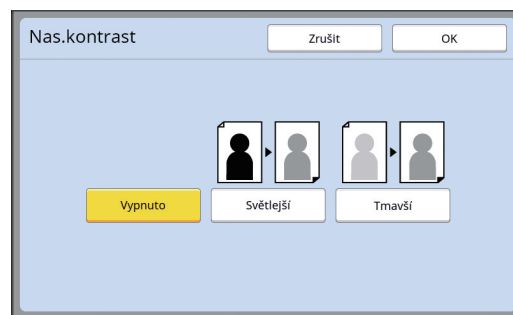 Nas.kontrast
Zrušit
OK
Vypnuto
Světlejší
Tmavší